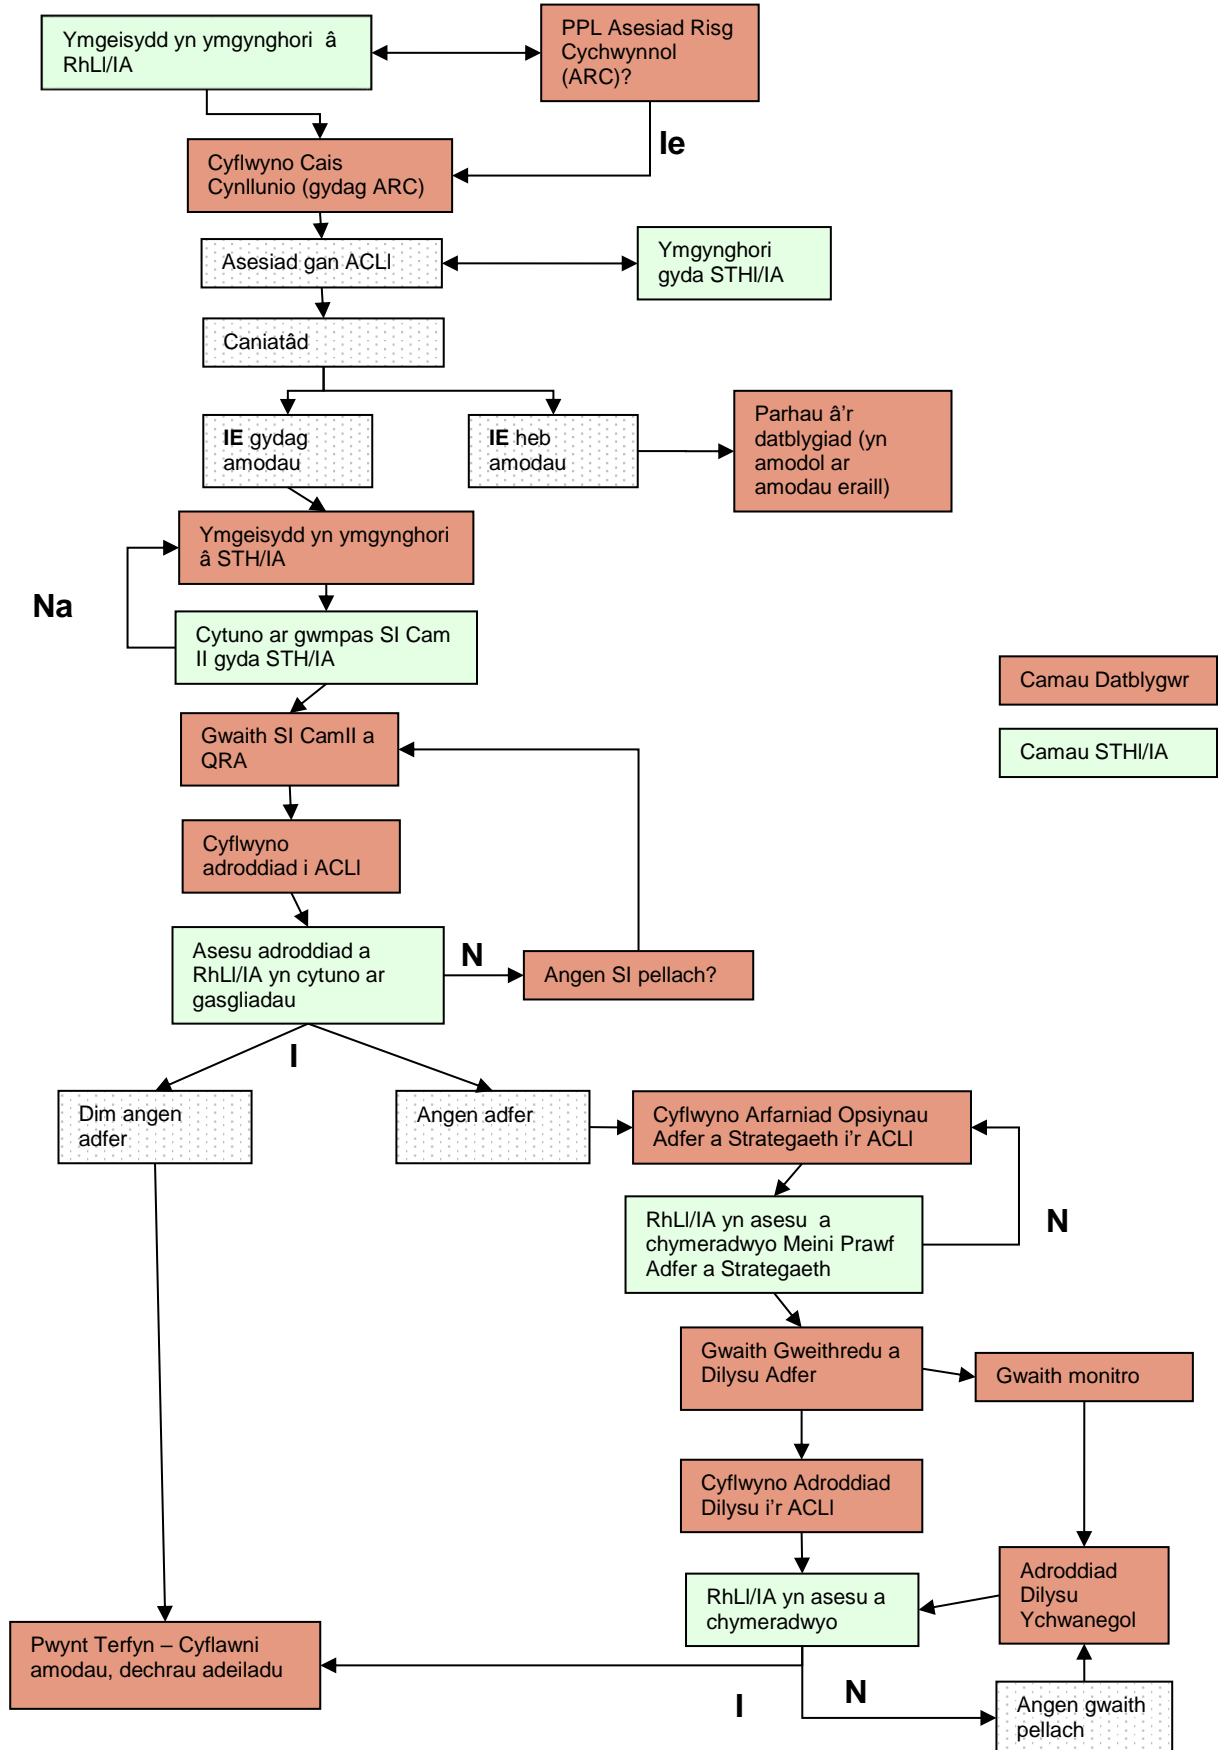 Ymgeisydd yn ymgynghori  â
RhLl/IA
PPL Asesiad Risg
Cychwynnol
(ARC)?
Ie
Cyflwyno Cais
Cynllunio (gydag ARC)
Asesiad gan ACLl
Ymgynghori
gyda STHl/IA
Caniatâd
IE gydag
amodau
IE heb
amodau
Parhau â’r
datblygiad (yn
amodol ar
amodau eraill)
Ymgeisydd yn ymgynghori
â STH/IA
Na
Cytuno ar gwmpas SI Cam
II gyda STH/IA
Camau Datblygwr
Gwaith SI CamII a
QRA
Camau STHl/IA
Cyflwyno
adroddiad i ACLl
Asesu adroddiad a
RhLl/IA yn cytuno ar
gasgliadau
N
Angen SI pellach?
I
Dim angen
adfer
Angen adfer
Cyflwyno Arfarniad Opsiynau
Adfer a Strategaeth i’r ACLl
RhLl/IA yn asesu  a
chymeradwyo Meini Prawf
Adfer a Strategaeth
N
Gwaith Gweithredu a
Dilysu Adfer
Gwaith monitro
Cyflwyno Adroddiad
Dilysu i’r ACLl
RhLl/IA yn asesu a
chymeradwyo
Adroddiad
Dilysu
Ychwanegol
Pwynt Terfyn – Cyflawni
amodau, dechrau adeiladu
I
N
Angen gwaith
pellach